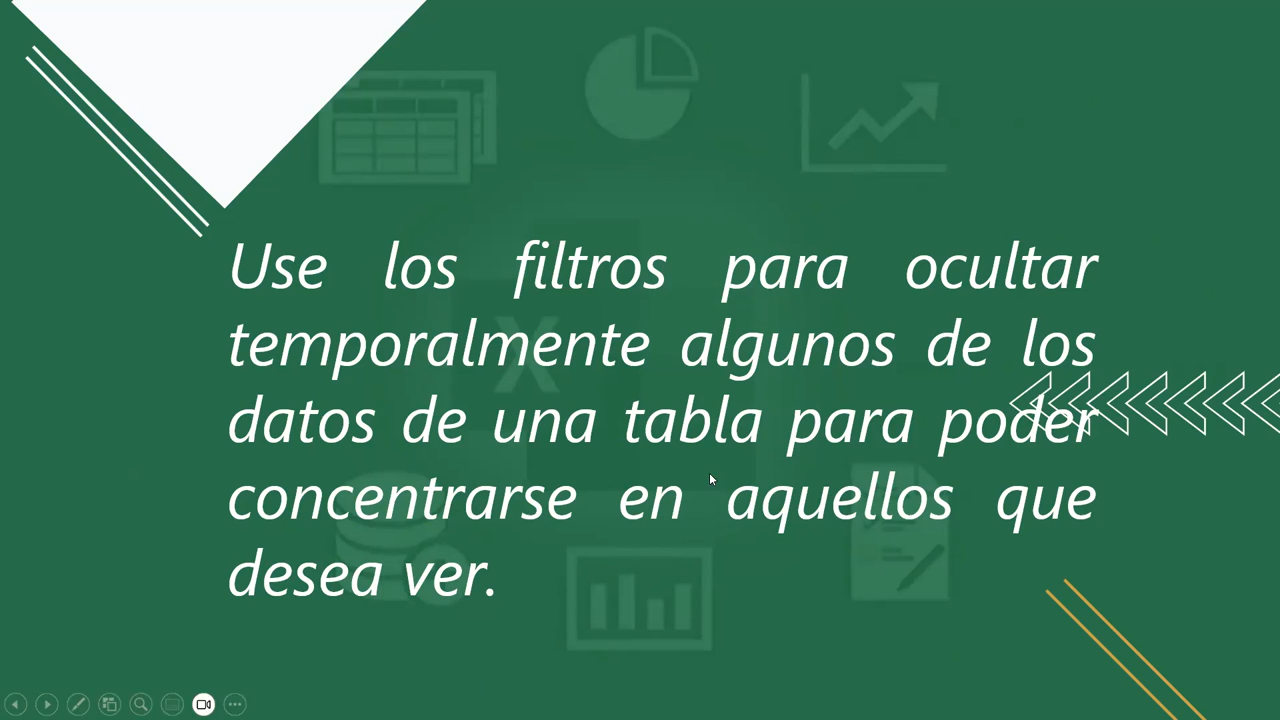 Use los filtros para ocultar
temporalmente algunos de los
datos de una tabla para poder
concentrarse en aquellos que
desea ver.
X